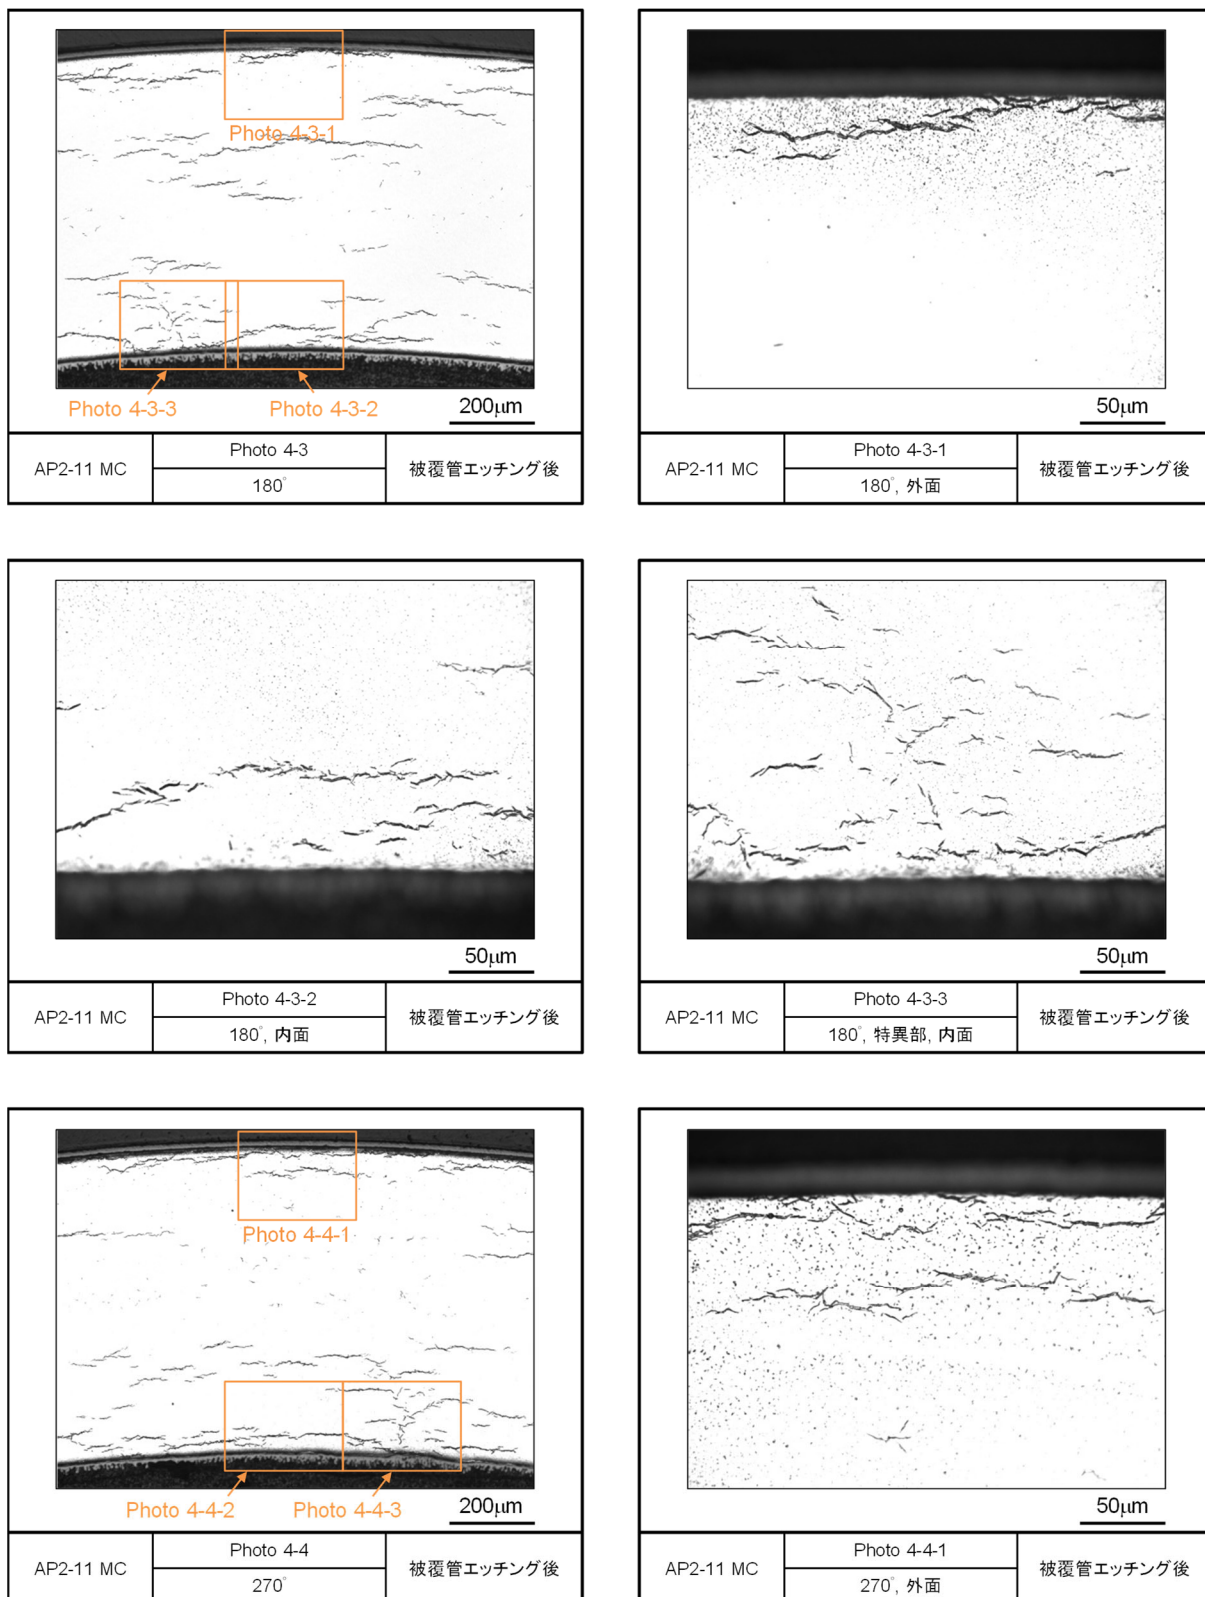 Photo 4-3-1
Photo 4-3-3
Photo 4-3-2
200μm
AP2-11 MC
Photo 4-3
180°
被覆管エッチング後
50μm
AP2-11 MC
Photo 4-3-1
180°, 外面
被覆管エッチング後
50μm
AP2-11 MC
Photo 4-3-2
180°, 内面
被覆管エッチング後
50μm
AP2-11 MC
Photo 4-3-3
180°, 特異部, 内面
被覆管エッチング後
Photo 4-4-1
Photo 4-4-2
Photo 4-4-3
200μm
AP2-11 MC
Photo 4-4
270°
被覆管エッチング後
50μm
AP2-11 MC
Photo 4-4-1
270°, 外面
被覆管エッチング後